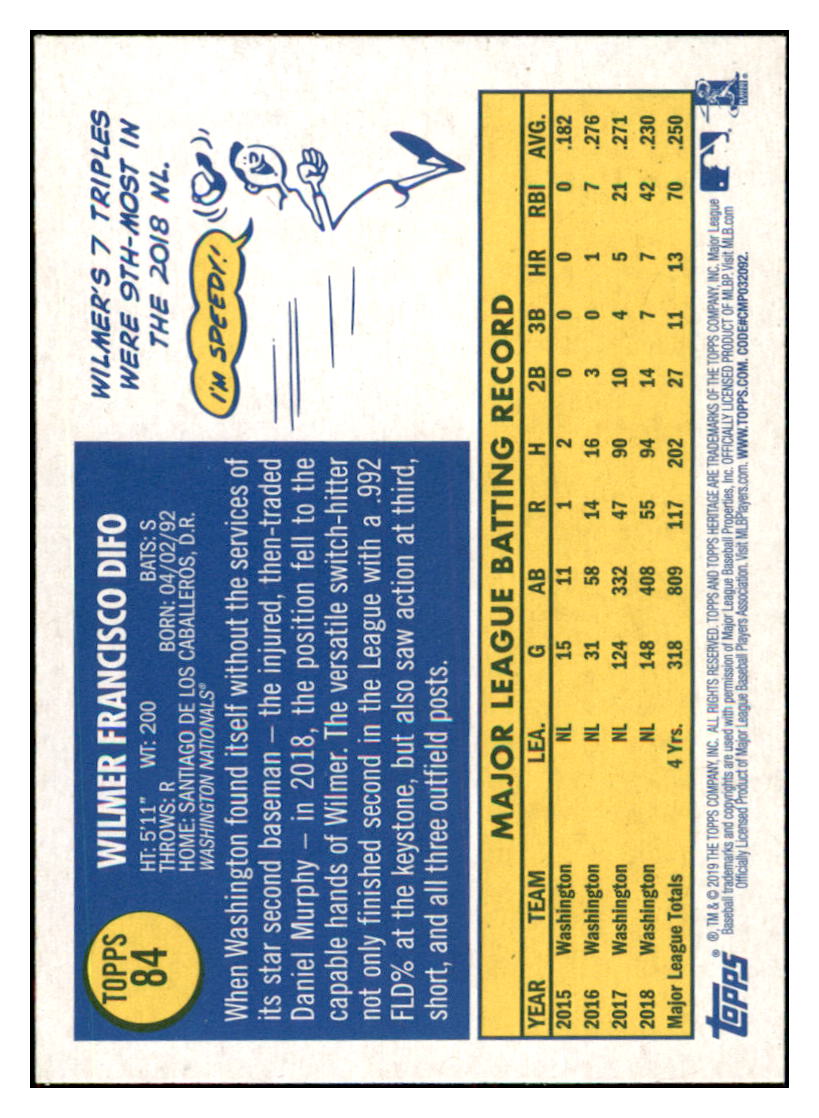 TOPPS
84
WILMER FRANCISCO DIFO
HT: 5'11" WT: 200 BATS: S
THROWS: R BORN: 04/02/92
HOME: SANTIAGO DE LOS CABALLEROS, D.R.
WASHINGTON NATIONALS®
When Washington found itself without the services of
its star second baseman – the injured, then-traded
Daniel Murphy – in 2018, the position fell to the
capable hands of Wilmer. The versatile switch-hitter
not only finished second in the League with a .992
FLD% at the keystone, but also saw action at third,
short, and all three outfield posts.
WILMER'S 7 TRIPLES
WERE 9TH-MOST IN
THE 2018 NL.
I'M SPEEDY!
MAJOR LEAGUE BATTING RECORD
YEAR TEAM LEA. G AB R H 2B 3B HR RBI AVG.
2015 Washington NL 15 11 1 2 0 0 0 0 .182
2016 Washington NL 31 58 14 16 3 0 1 7 .276
2017 Washington NL 124 332 47 90 10 4 5 21 .271
2018 Washington NL 148 408 55 94 14 7 7 42 .230
Major League Totals 4 Yrs. 318 809 117 202 27 11 13 70 .250
topps
® ®, TM & © 2019 THE TOPPS COMPANY, INC. ALL RIGHTS RESERVED. TOPPS AND TOPPS HERITAGE ARE TRADEMARKS OF THE TOPPS COMPANY, INC. Major League
Baseball trademarks and copyrights are used with permission of Major League Baseball Properties, Inc. OFFICIALLY LICENSED PRODUCT OF MLBP. Visit MLB.com
Officially Licensed Product of Major League Baseball Players Association. Visit MLBPlayers.com. WWW.TOPPS.COM. CODE#CMP032092.